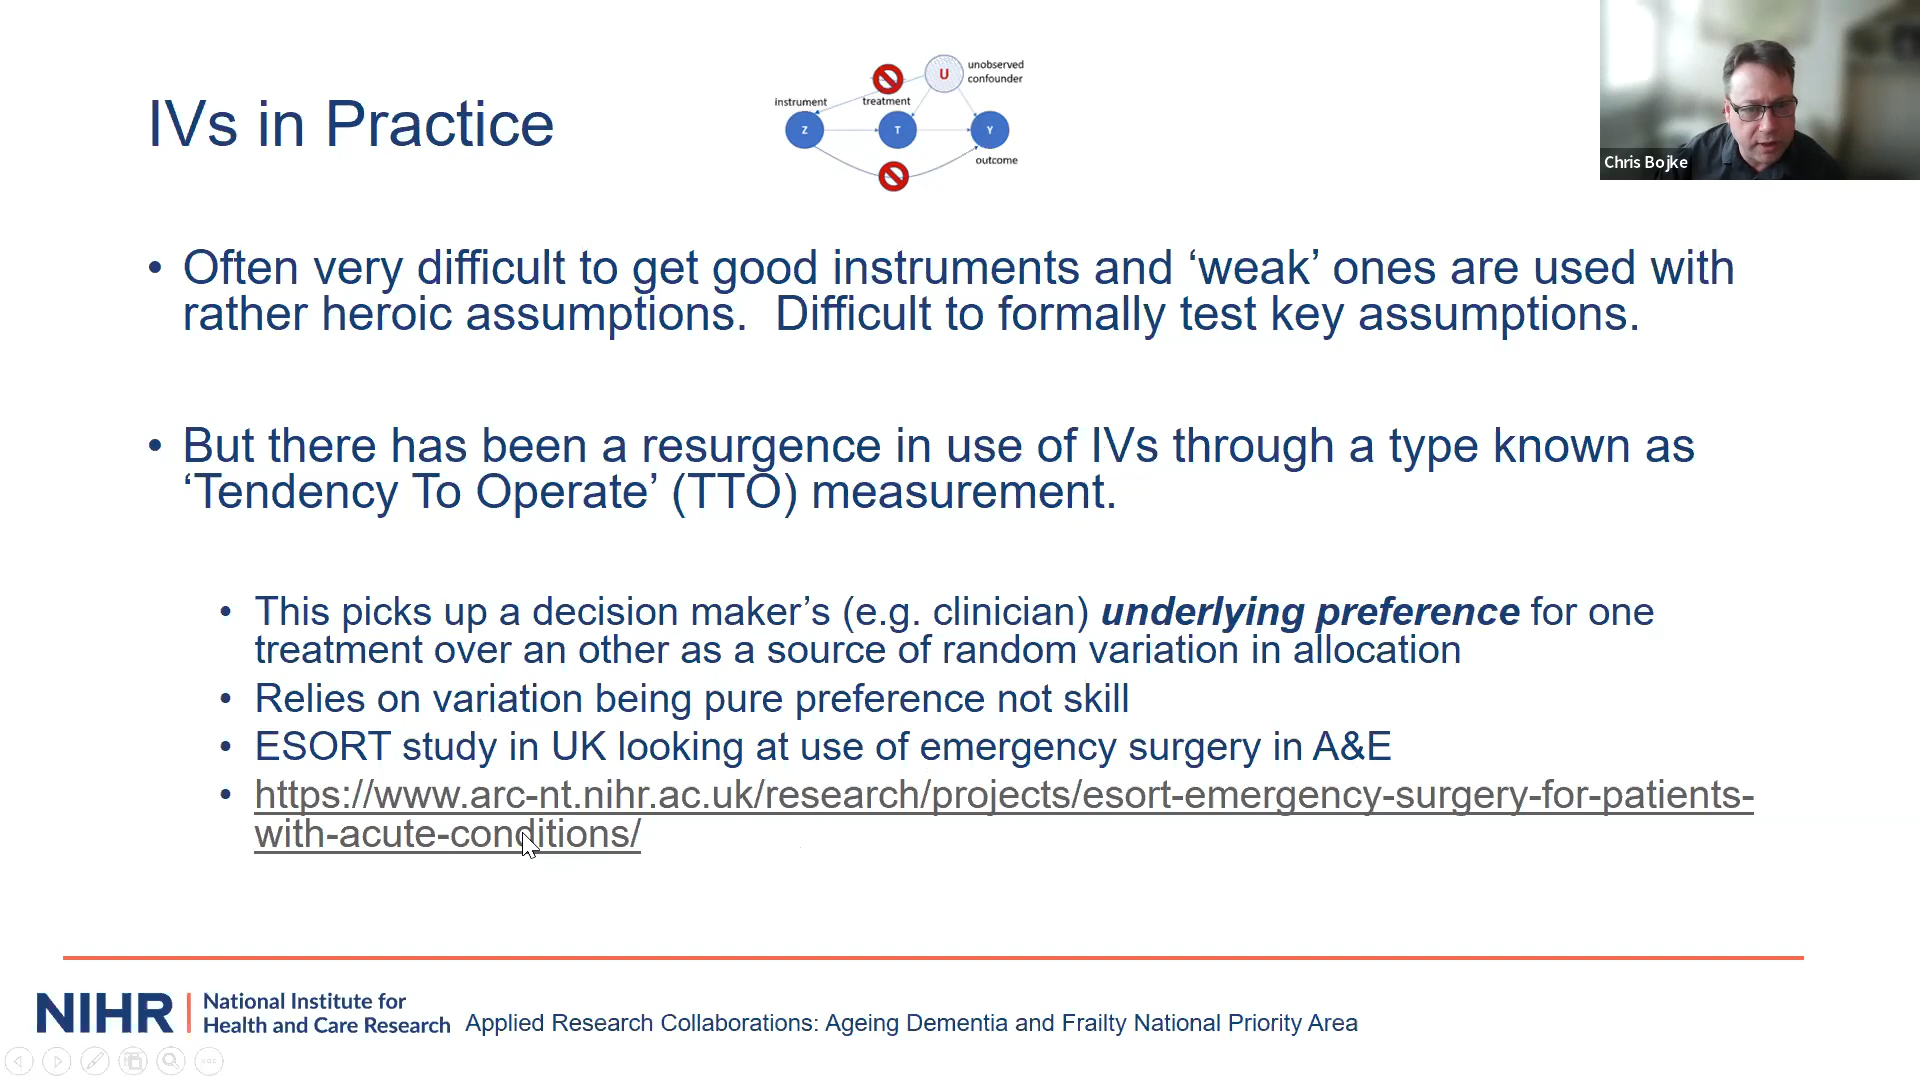 unobserved
confounder
U
instrument
treatment
Z
T
Y
outcome
IVs in Practice
Chris Bojke
• Often very difficult to get good instruments and ‘weak’ ones are used with
rather heroic assumptions.  Difficult to formally test key assumptions.
• But there has been a resurgence in use of IVs through a type known as
‘Tendency To Operate’ (TTO) measurement.
• This picks up a decision maker’s (e.g. clinician) underlying preference for one
treatment over an other as a source of random variation in allocation
• Relies on variation being pure preference not skill
• ESORT study in UK looking at use of emergency surgery in A&E
• https://www.arc-nt.nihr.ac.uk/research/projects/esort-emergency-surgery-for-patients-
with-acute-conditions/
NIHR | National Institute for
Health and Care Research
Applied Research Collaborations: Ageing Dementia and Frailty National Priority Area